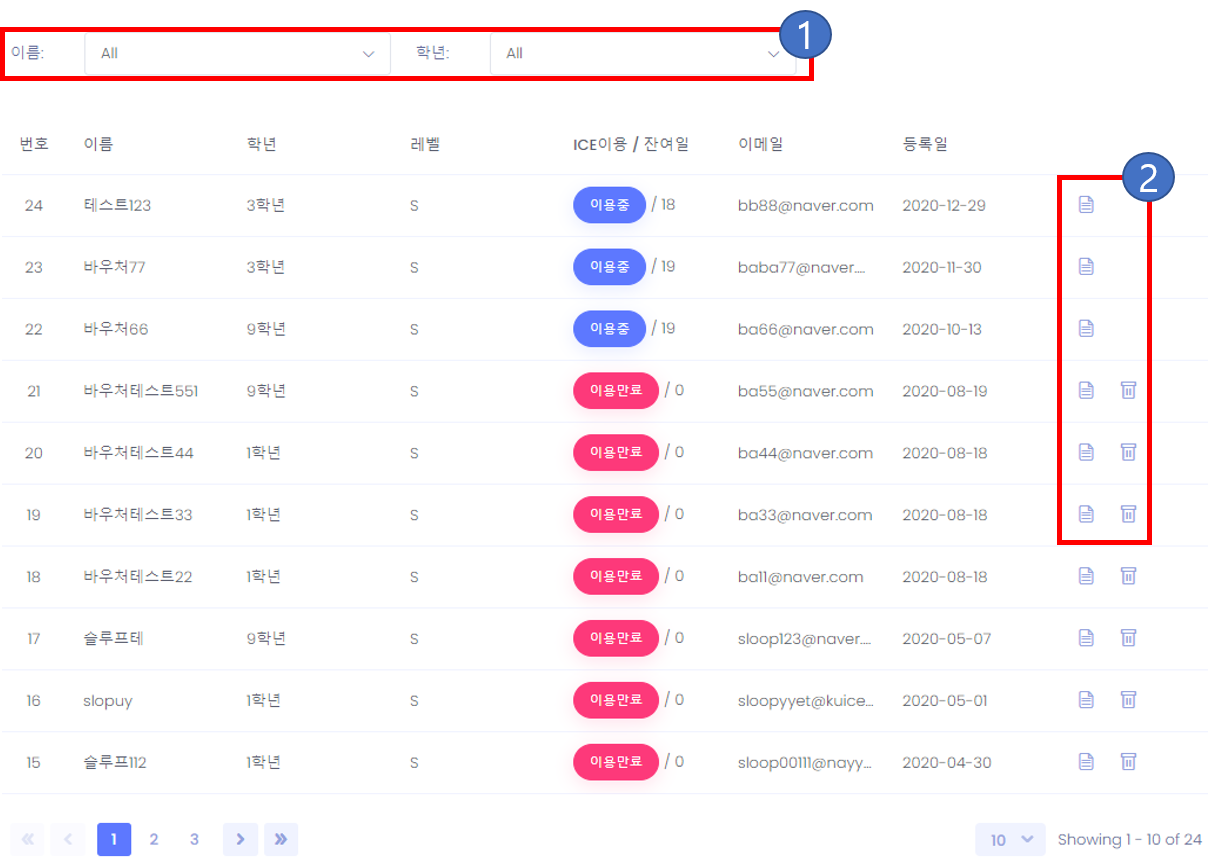 이름: All 학년: All 1
번호 이름 학년 레벨 ICE이용 / 잔여일 이메일 등록일
2
24 테스트123 3학년 S 이용중 / 18 bb88@naver.com 2020-12-29
23 바우처77 3학년 S 이용중 / 19 baba77@naver.... 2020-11-30
22 바우처66 9학년 S 이용중 / 19 ba66@naver.com 2020-10-13
21 바우처테스트551 9학년 S 이용만료 / 0 ba55@naver.com 2020-08-19
20 바우처테스트44 1학년 S 이용만료 / 0 ba44@naver.com 2020-08-18
19 바우처테스트33 1학년 S 이용만료 / 0 ba33@naver.com 2020-08-18
18 바우처테스트22 1학년 S 이용만료 / 0 ba11@naver.com 2020-08-18
17 슬루프테 9학년 S 이용만료 / 0 sloop123@naver.... 2020-05-07
16 slopuy 1학년 S 이용만료 / 0 sloopyyet@kuice... 2020-05-01
15 슬루프112 1학년 S 이용만료 / 0 sloop00111@nayy... 2020-04-30
« ‹ 1 2 3 › » 10 Showing 1 - 10 of 24